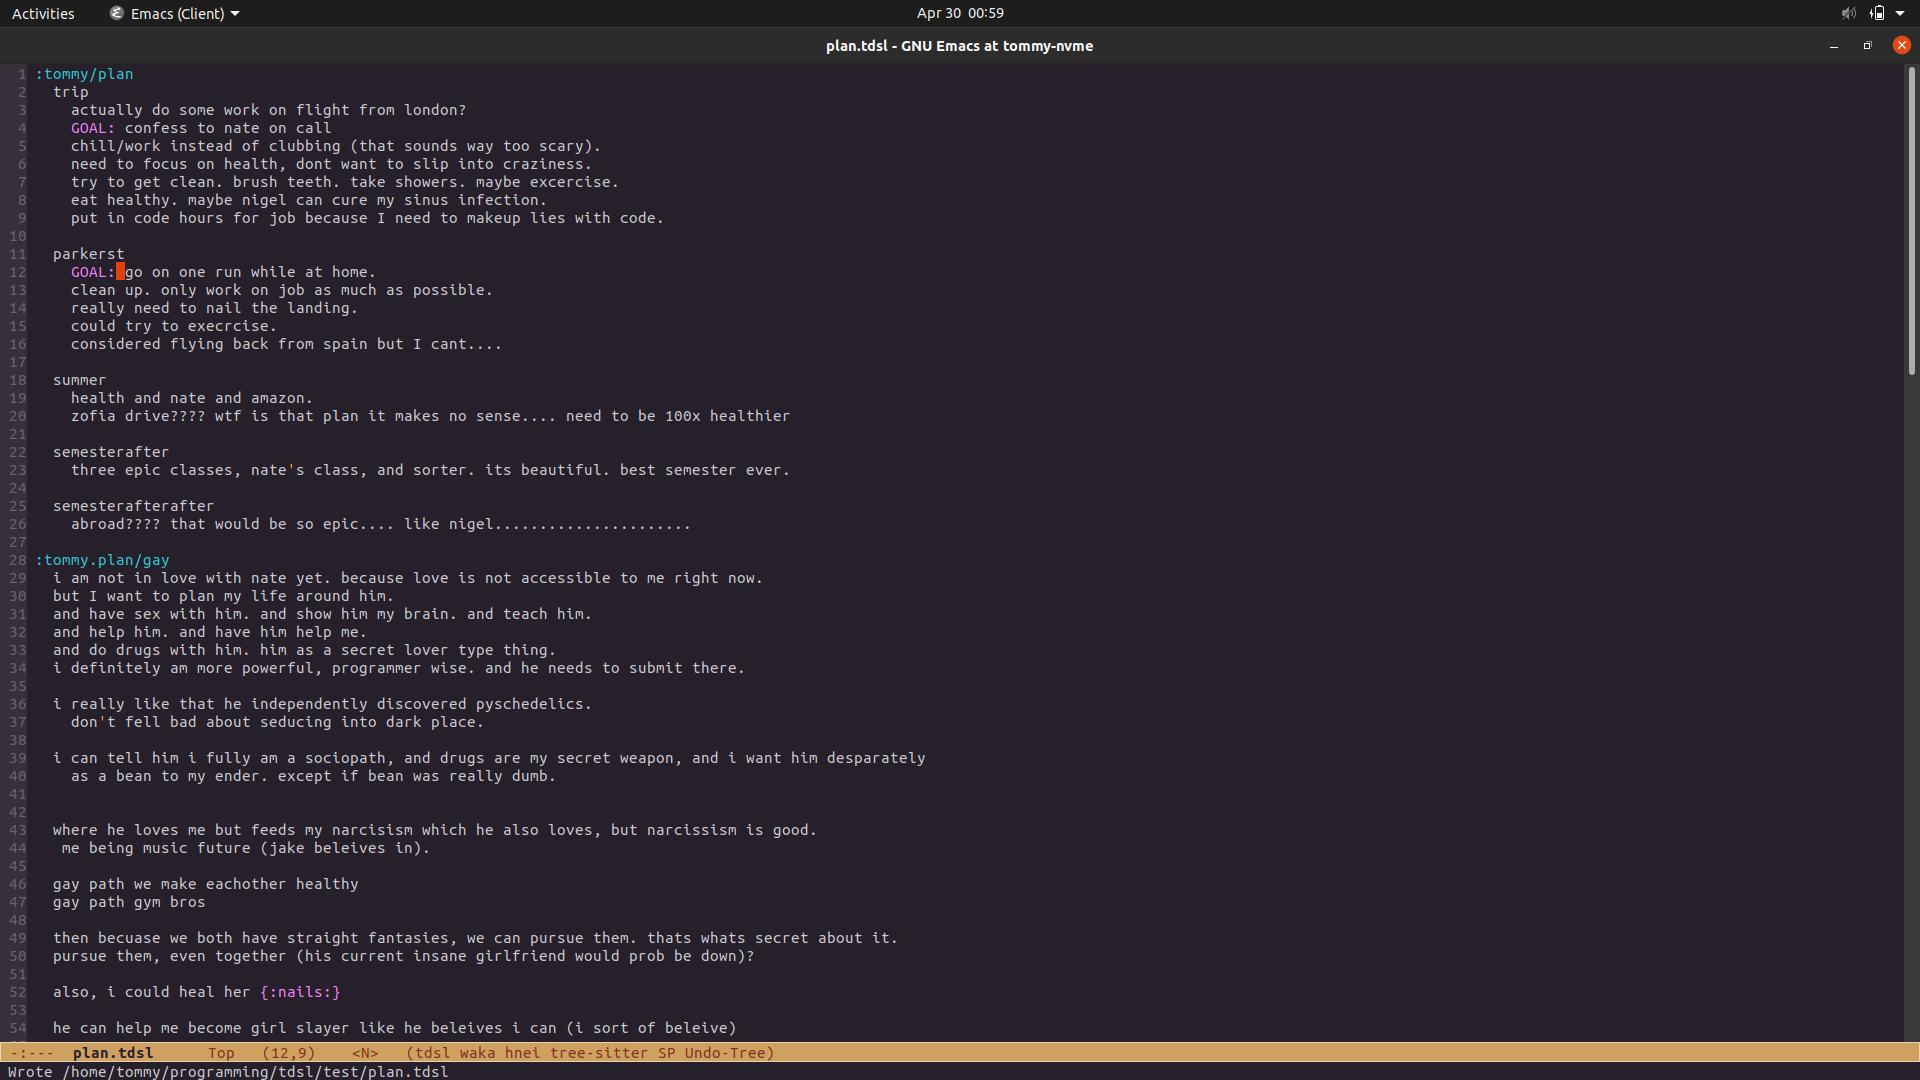 Activities Emacs (Client) Apr 30 00:59
plan.tdsl - GNU Emacs at tommy-nvme
1 :tommy/plan
2 trip
3 actually do some work on flight from london?
4 GOAL: confess to nate on call
5 chill/work instead of clubbing (that sounds way too scary).
6 need to focus on health, dont want to slip into craziness.
7 try to get clean. brush teeth. take showers. maybe excercise.
8 eat healthy. maybe nigel can cure my sinus infection.
9 put in code hours for job because I need to makeup lies with code.
10
11 parkerst
12 GOAL: go on one run while at home.
13 clean up. only work on job as much as possible.
14 really need to nail the landing.
15 could try to execrcise.
16 considered flying back from spain but I cant....
17
18 summer
19 health and nate and amazon.
20 zofia drive???? wtf is that plan it makes no sense.... need to be 100x healthier
21
22 semesterafter
23 three epic classes, nate's class, and sorter. its beautiful. best semester ever.
24
25 semesterafterafter
26 abroad???? that would be so epic.... like nigel......................
27
28 :tommy.plan/gay
29 i am not in love with nate yet. because love is not accessible to me right now.
30 but I want to plan my life around him.
31 and have sex with him. and show him my brain. and teach him.
32 and help him. and have him help me.
33 and do drugs with him. him as a secret lover type thing.
34 i definitely am more powerful, programmer wise. and he needs to submit there.
35
36 i really like that he independently discovered pyschedelics.
37 don't fell bad about seducing into dark place.
38
39 i can tell him i fully am a sociopath, and drugs are my secret weapon, and i want him desparately
40 as a bean to my ender. except if bean was really dumb.
41
42
43 where he loves me but feeds my narcisism which he also loves, but narcissism is good.
44 me being music future (jake beleives in).
45
46 gay path we make eachother healthy
47 gay path gym bros
48
49 then becuase we both have straight fantasies, we can pursue them. thats whats secret about it.
50 pursue them, even together (his current insane girlfriend would prob be down)?
51
52 also, i could heal her {:nails:}
53
54 he can help me become girl slayer like he beleives i can (i sort of beleive)
-:--- plan.tdsl Top (12,9) <N> (tdsl waka hnei tree-sitter SP Undo-Tree)
Wrote /home/tommy/programming/tdsl/test/plan.tdsl